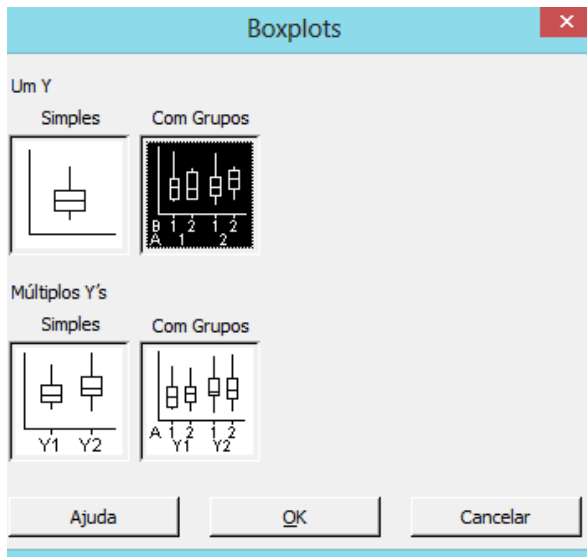 Boxplots
Um Y
Simples Com Grupos
B 1 2 1 2
A 1 2
Múltiplos Y's
Simples Com Grupos
Y1 Y2
A 1 2 1 2
Y1 Y2
Ajuda OK Cancelar